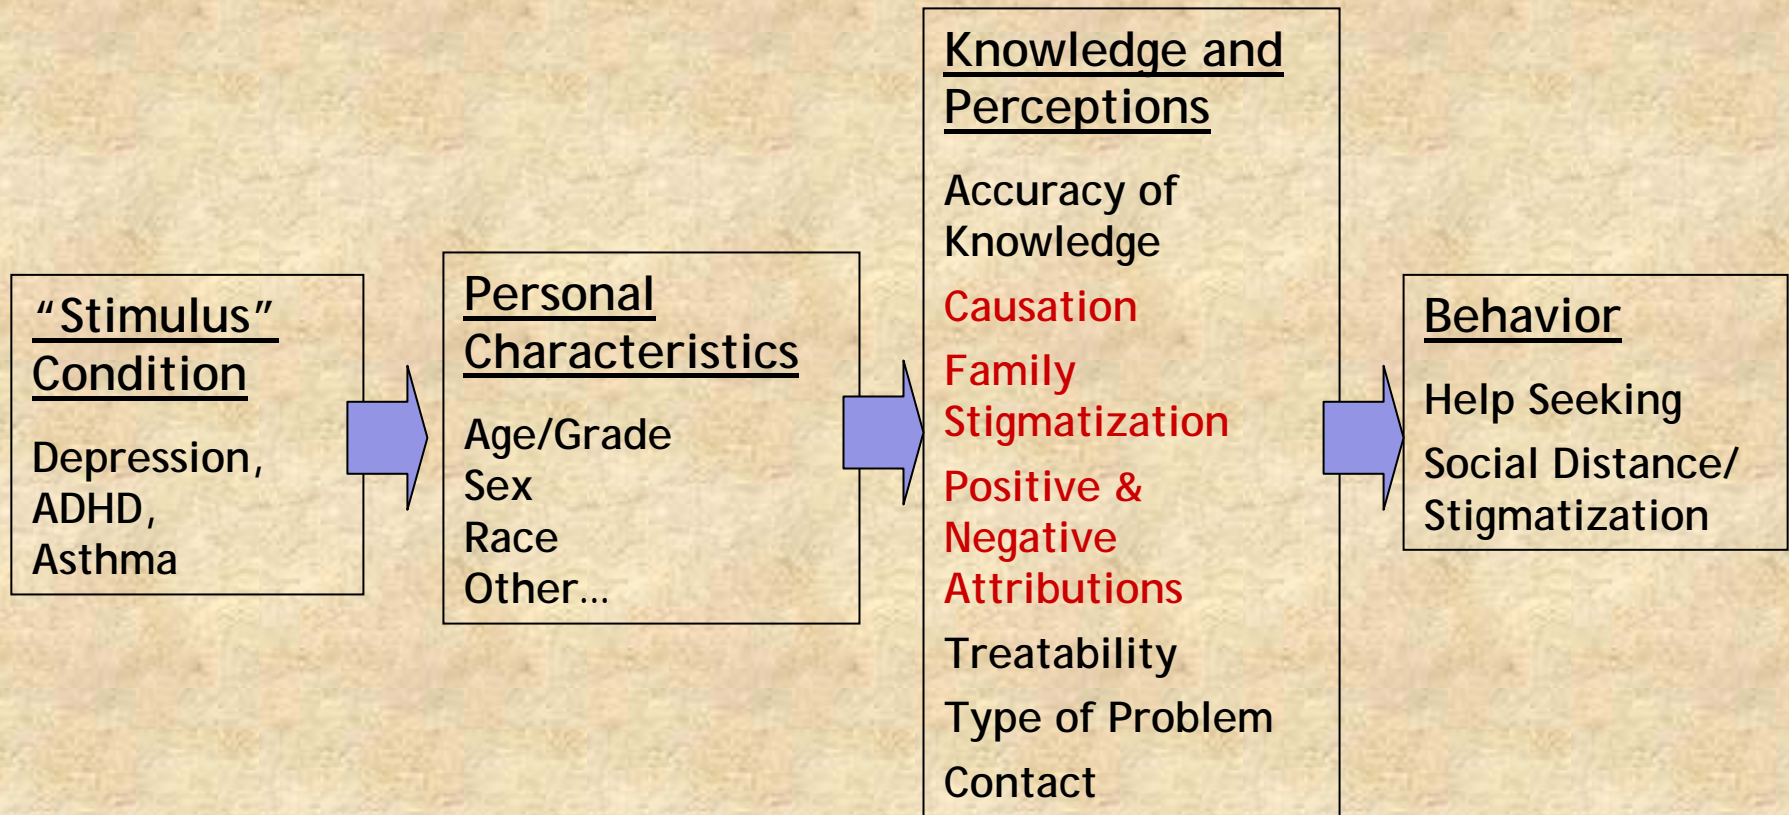 “Stimulus”
Condition
Depression,
ADHD,
Asthma
Personal
Characteristics
Age/Grade
Sex
Race
Other...
Knowledge and
Perceptions
Accuracy of
Knowledge
Causation
Family
Stigmatization
Positive &
Negative
Attributions
Treatability
Type of Problem
Contact
Behavior
Help Seeking
Social Distance/
Stigmatization